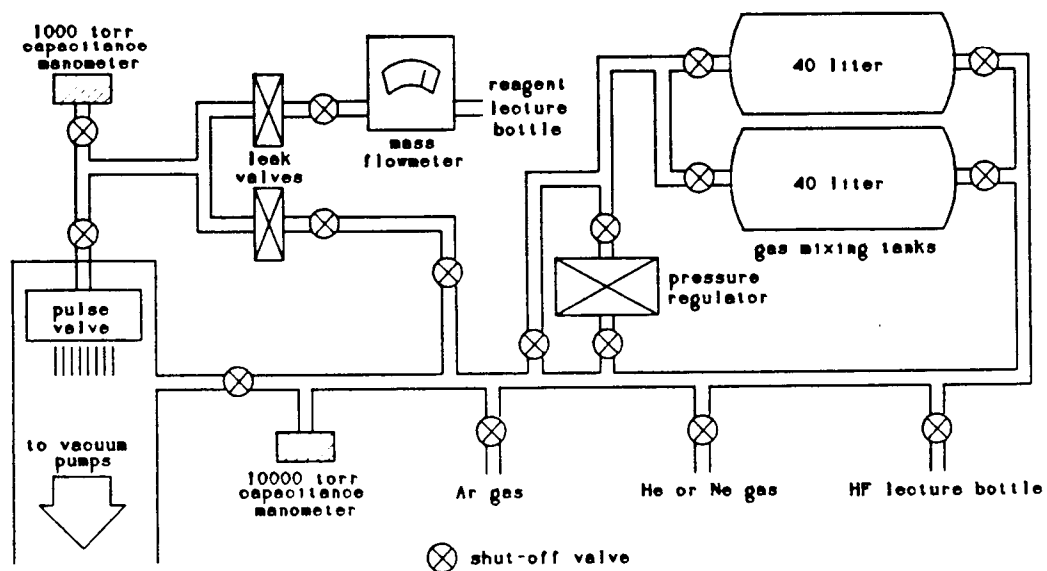 1000 torr
capacitance
manometer
reagent
lecture
bottle
mass
flowmeter
leak
valves
40 liter
40 liter
gas mixing tanks
pressure
regulator
pulse
valve
to vacuum
pumps
10000 torr
capacitance
manometer
Ar gas
He or Ne gas
HF lecture bottle
shut-off valve